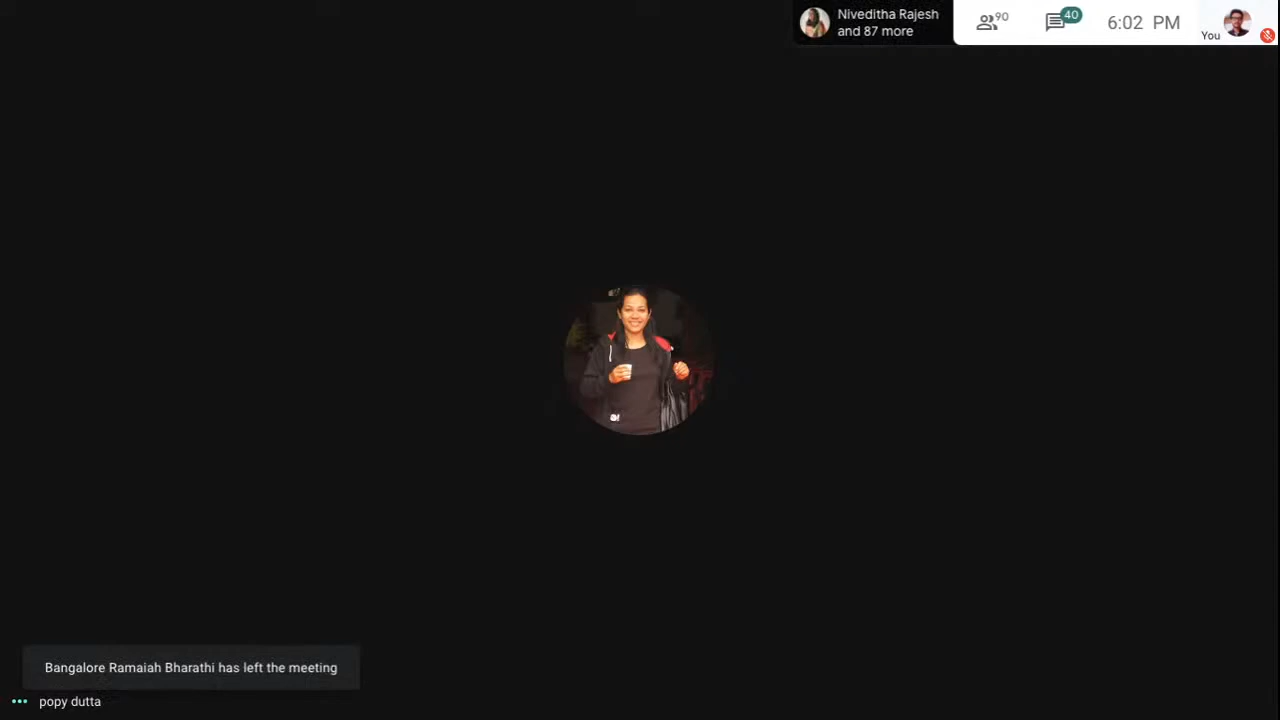 Niveditha Rajesh
and 87 more
90
40
6:02 PM
You
Bangalore Ramaiah Bharathi has left the meeting
popy dutta